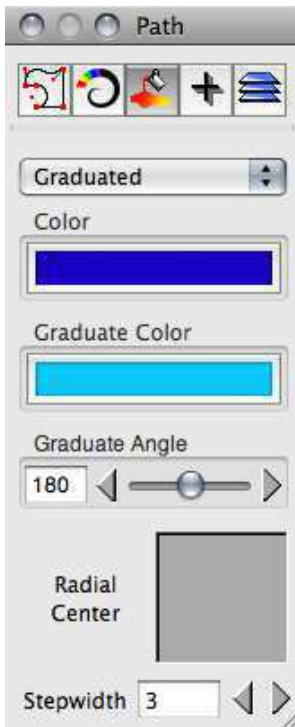 Path
Graduated
Color
Graduate Color
Graduate Angle
180
Radial
Center
Stepwidth 3